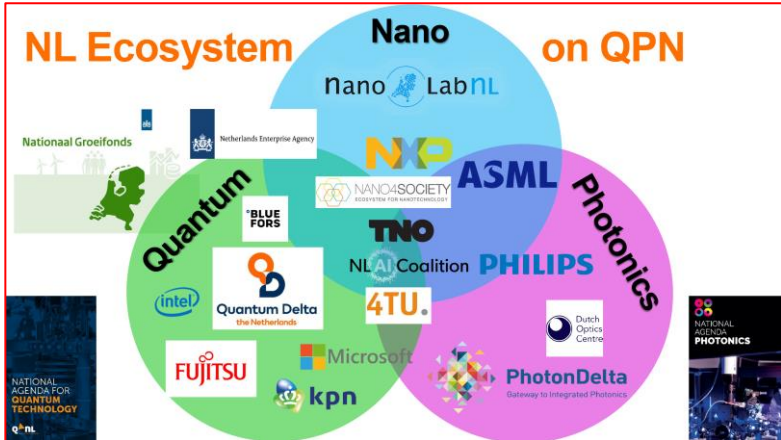 NL Ecosystem
Nano
on QPN
nano LabNL
Nationaal Groeifonds
Netherlands Enterprise Agency
NXP
ASML
NANO4SOCIETY
ECOSYSTEM FOR NANOTECHNOLOGY
Quantum
Photonics
BLUE
FORS
TNO
NL AI Coalition
PHILIPS
intel
Quantum Delta
the Netherlands
4TU.
Dutch
Optics
Centre
NATIONAL
AGENDA
PHOTONICS
FUJITSU
Microsoft
kpn
PhotonDelta
Gateway to Integrated Photonics
NATIONAL
AGENDA FOR
QUANTUM
TECHNOLOGY